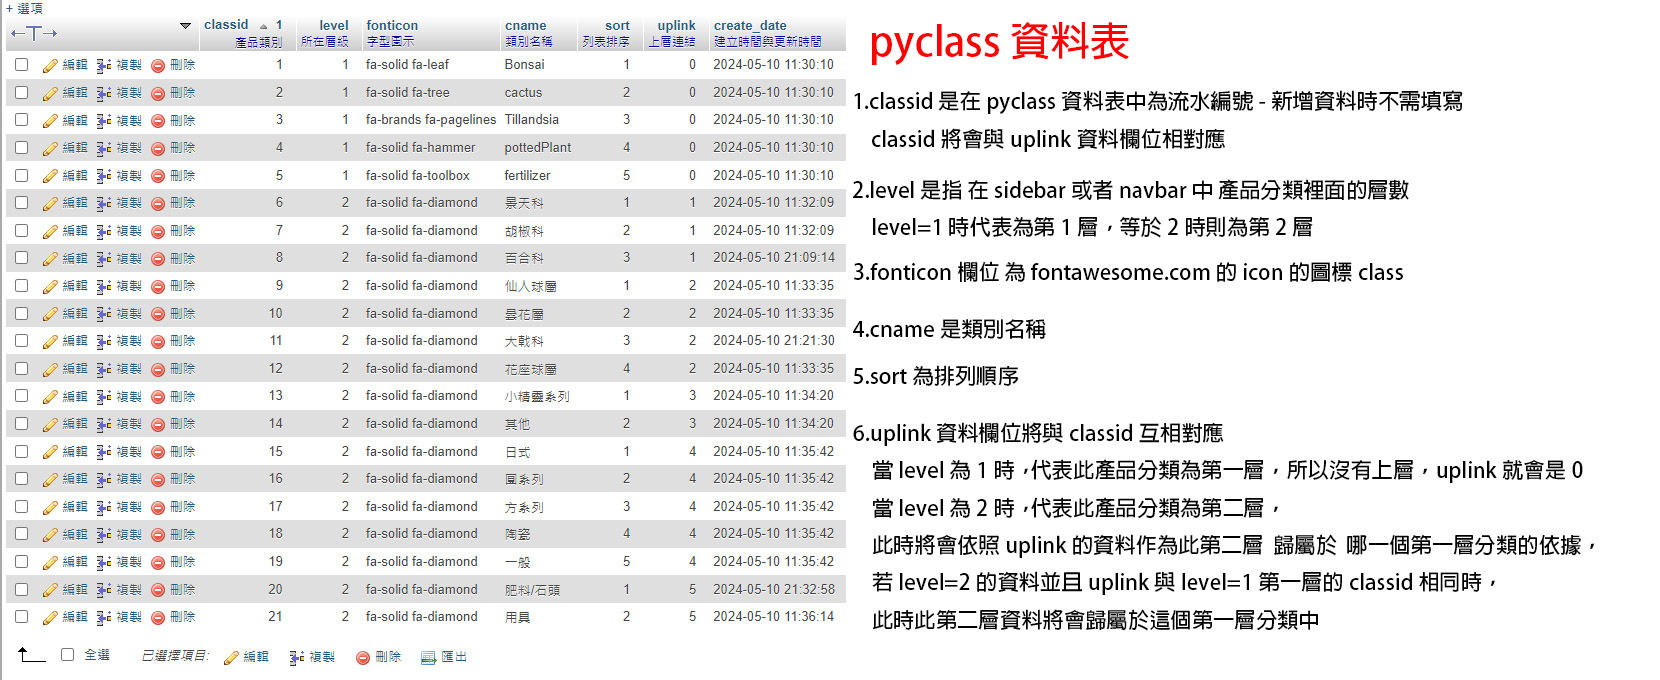 + 選項
←T→ classid 1 level fonticon cname sort uplink create_date
產品類別 所在層級 字型圖示 類別名稱 列表排序 上層連結 建立時間與更新時間
編輯 複製 刪除 1 1 fa-solid fa-leaf Bonsai 1 0 2024-05-10 11:30:10
編輯 複製 刪除 2 1 fa-solid fa-tree cactus 2 0 2024-05-10 11:30:10
編輯 複製 刪除 3 1 fa-brands fa-pagelines Tillandsia 3 0 2024-05-10 11:30:10
編輯 複製 刪除 4 1 fa-solid fa-hammer pottedPlant 4 0 2024-05-10 11:30:10
編輯 複製 刪除 5 1 fa-solid fa-toolbox fertilizer 5 0 2024-05-10 11:30:10
編輯 複製 刪除 6 2 fa-solid fa-diamond 景天科 1 1 2024-05-10 11:32:09
編輯 複製 刪除 7 2 fa-solid fa-diamond 胡椒科 2 1 2024-05-10 11:32:09
編輯 複製 刪除 8 2 fa-solid fa-diamond 百合科 3 1 2024-05-10 21:09:14
編輯 複製 刪除 9 2 fa-solid fa-diamond 仙人球屬 1 2 2024-05-10 11:33:35
編輯 複製 刪除 10 2 fa-solid fa-diamond 曇花屬 2 2 2024-05-10 11:33:35
編輯 複製 刪除 11 2 fa-solid fa-diamond 大戟科 3 2 2024-05-10 21:21:30
編輯 複製 刪除 12 2 fa-solid fa-diamond 花座球屬 4 2 2024-05-10 11:33:35
編輯 複製 刪除 13 2 fa-solid fa-diamond 小精靈系列 1 3 2024-05-10 11:34:20
編輯 複製 刪除 14 2 fa-solid fa-diamond 其他 2 3 2024-05-10 11:34:20
編輯 複製 刪除 15 2 fa-solid fa-diamond 日式 1 4 2024-05-10 11:35:42
編輯 複製 刪除 16 2 fa-solid fa-diamond 圓系列 2 4 2024-05-10 11:35:42
編輯 複製 刪除 17 2 fa-solid fa-diamond 方系列 3 4 2024-05-10 11:35:42
編輯 複製 刪除 18 2 fa-solid fa-diamond 陶瓷 4 4 2024-05-10 11:35:42
編輯 複製 刪除 19 2 fa-solid fa-diamond 一般 5 4 2024-05-10 11:35:42
編輯 複製 刪除 20 2 fa-solid fa-diamond 肥料/石頭 1 5 2024-05-10 21:32:58
編輯 複製 刪除 21 2 fa-solid fa-diamond 用具 2 5 2024-05-10 11:36:14
全選 已選擇項目: 編輯 複製 刪除 匯出
pyclass 資料表
1.classid 是在 pyclass 資料表中為流水編號 - 新增資料時不需填寫
classid 將會與 uplink 資料欄位相對應
2.level 是指 在 sidebar 或者 navbar 中 產品分類裡面的層數
level=1 時代表為第 1 層，等於 2 時則為第 2 層
3.fonticon 欄位 為 fontawesome.com 的 icon 的圖標 class
4.cname 是類別名稱
5.sort 為排列順序
6.uplink 資料欄位將與 classid 互相對應
當 level 為 1 時，代表此產品分類為第一層，所以沒有上層，uplink 就會是 0
當 level 為 2 時，代表此產品分類為第二層，
此時將會依照 uplink 的資料作為此第二層 歸屬於 哪一個第一層分類的依據，
若 level=2 的資料並且 uplink 與 level=1 第一層的 classid 相同時，
此時此第二層資料將會歸屬於這個第一層分類中